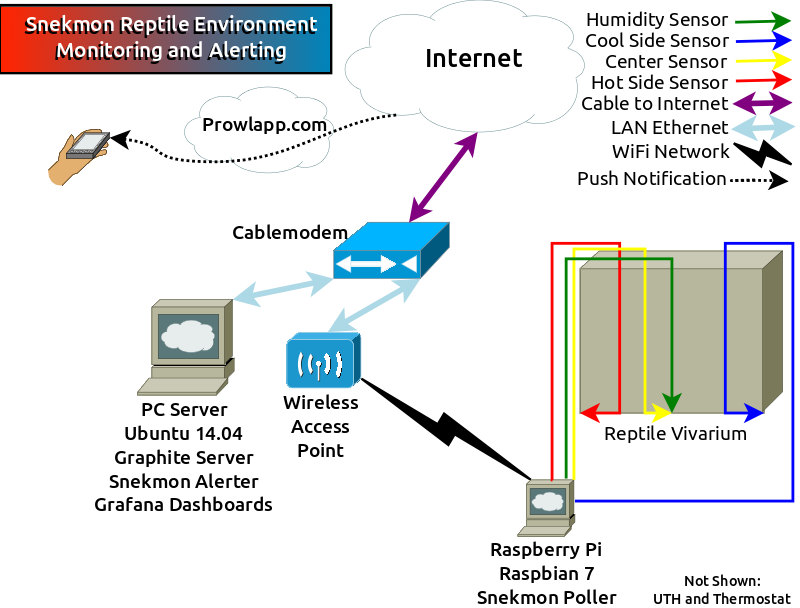 Snekmon Reptile Environment
Monitoring and Alerting
Internet
Prowlapp.com
Humidity Sensor
Cool Side Sensor
Center Sensor
Hot Side Sensor
Cable to Internet
LAN Ethernet
WiFi Network
Push Notification
Cablemodem
PC Server
Ubuntu 14.04
Graphite Server
Snekmon Alerter
Grafana Dashboards
Wireless
Access
Point
Reptile Vivarium
Raspberry Pi
Raspbian 7
Snekmon Poller
Not Shown:
UTH and Thermostat